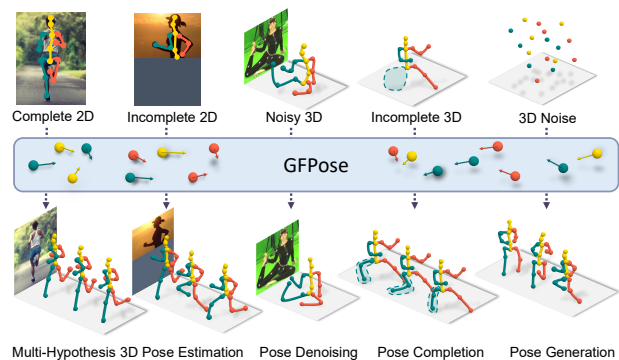 Complete 2D
Incomplete 2D
Noisy 3D
Incomplete 3D
3D Noise
GFPose
Multi-Hypothesis 3D Pose Estimation
Pose Denoising
Pose Completion
Pose Generation